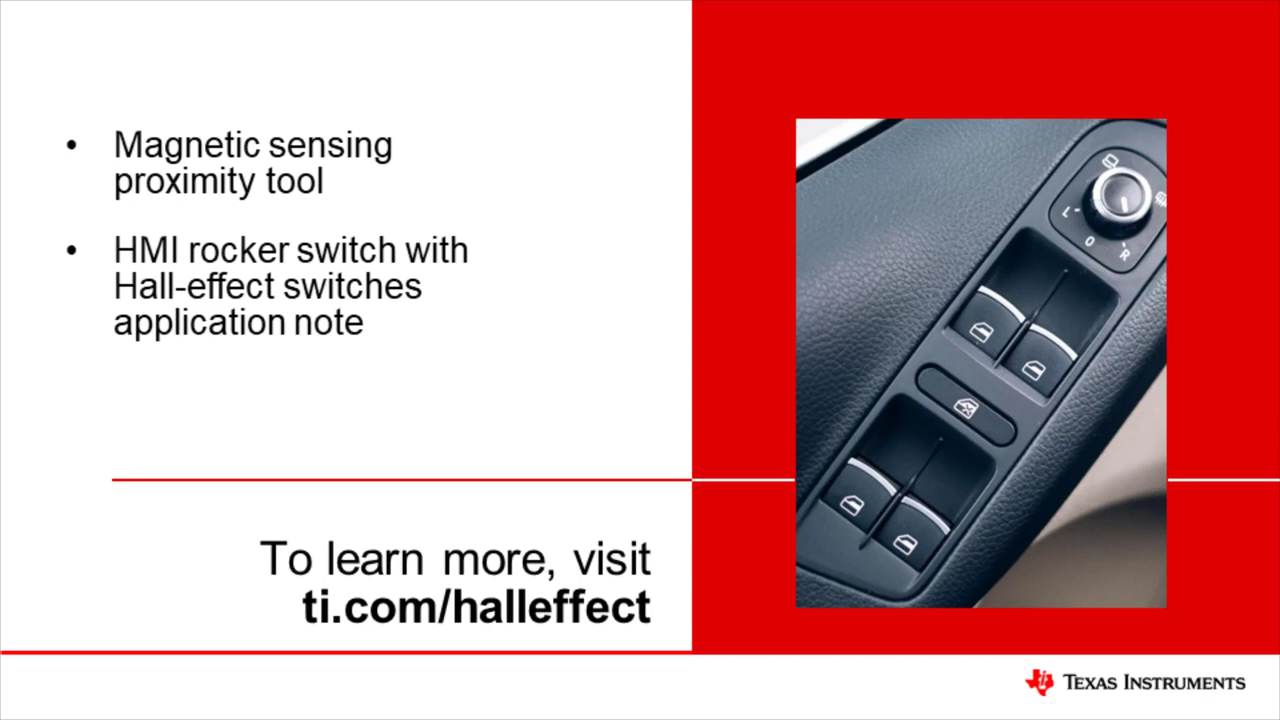 • Magnetic sensing
proximity tool
• HMI rocker switch with
Hall-effect switches
application note
To learn more, visit
ti.com/halleffect
L
O
R
TEXAS INSTRUMENTS